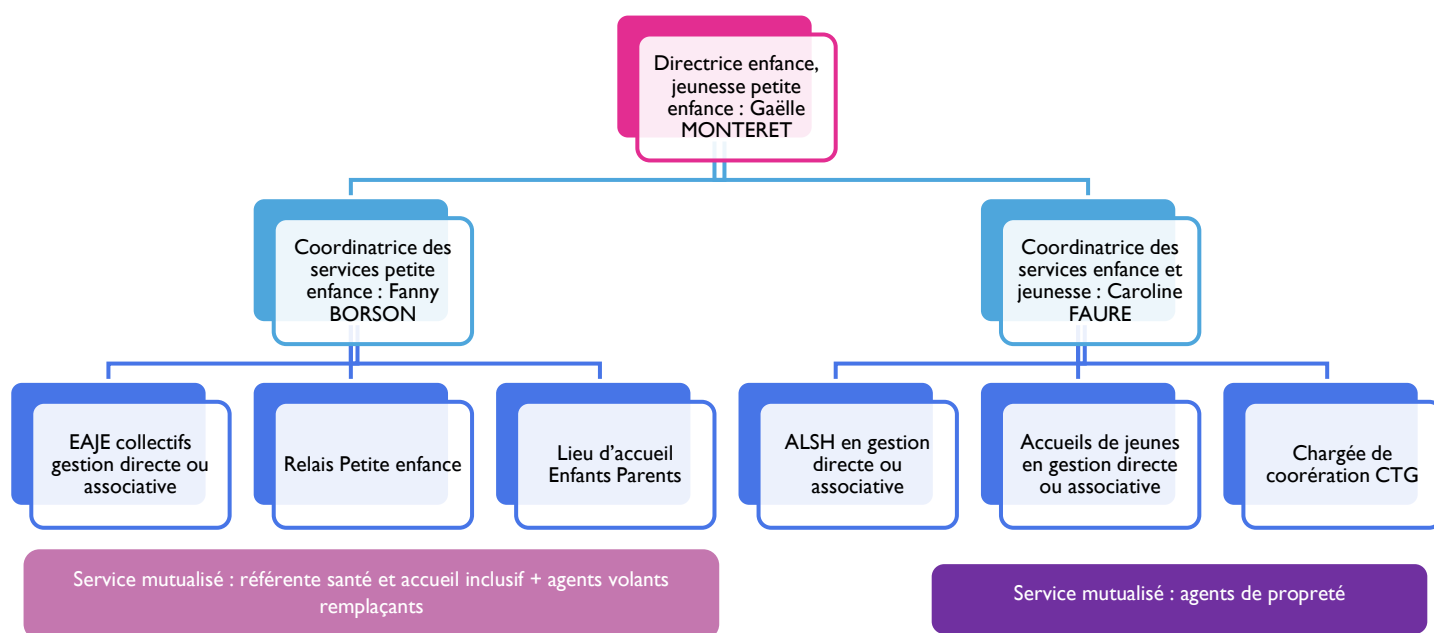 Directrice enfance,
jeunesse petite
enfance : Gaëlle
MONTERET
Coordinatrice des
services petite
enfance : Fanny
BORSON
Coordinatrice des
services enfance et
jeunesse : Caroline
FAURE
EAJE collectifs
gestion directe ou
associative
Relais Petite enfance
Lieu d’accueil
Enfants Parents
ALSH en gestion
directe ou
associative
Accueils de jeunes
en gestion directe
ou associative
Chargée de
coorération CTG
Service mutualisé : référente santé et accueil inclusif + agents volants
remplaçants
Service mutualisé : agents de propreté